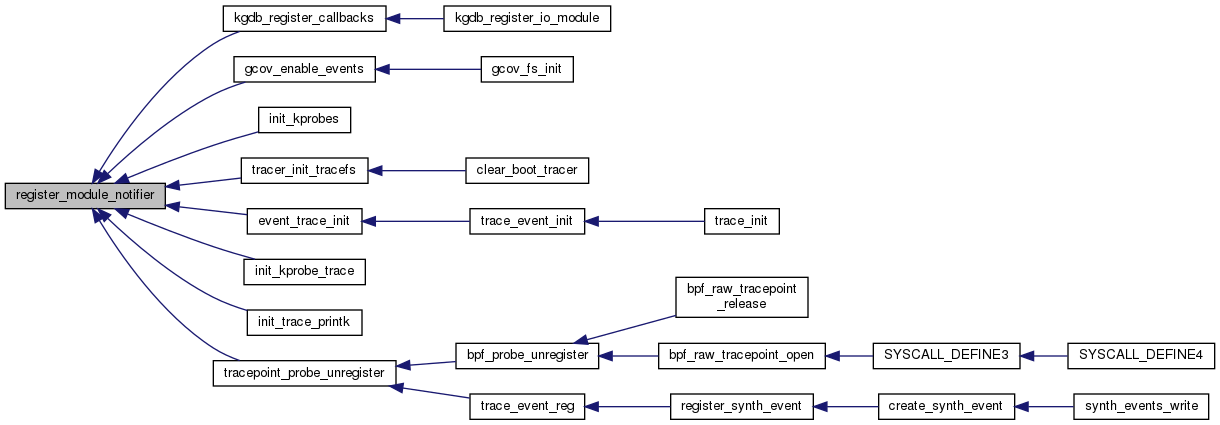 kgdb_register_callbacks
kgdb_register_io_module
gcov_enable_events
gcov_fs_init
init_kprobes
tracer_init_tracefs
clear_boot_tracer
register_module_notifier
event_trace_init
trace_event_init
trace_init
init_kprobe_trace
bpf_raw_tracepoint
_release
init_trace_printk
bpf_probe_unregister
bpf_raw_tracepoint_open
SYSCALL_DEFINE3
SYSCALL_DEFINE4
tracepoint_probe_unregister
trace_event_reg
register_synth_event
create_synth_event
synth_events_write